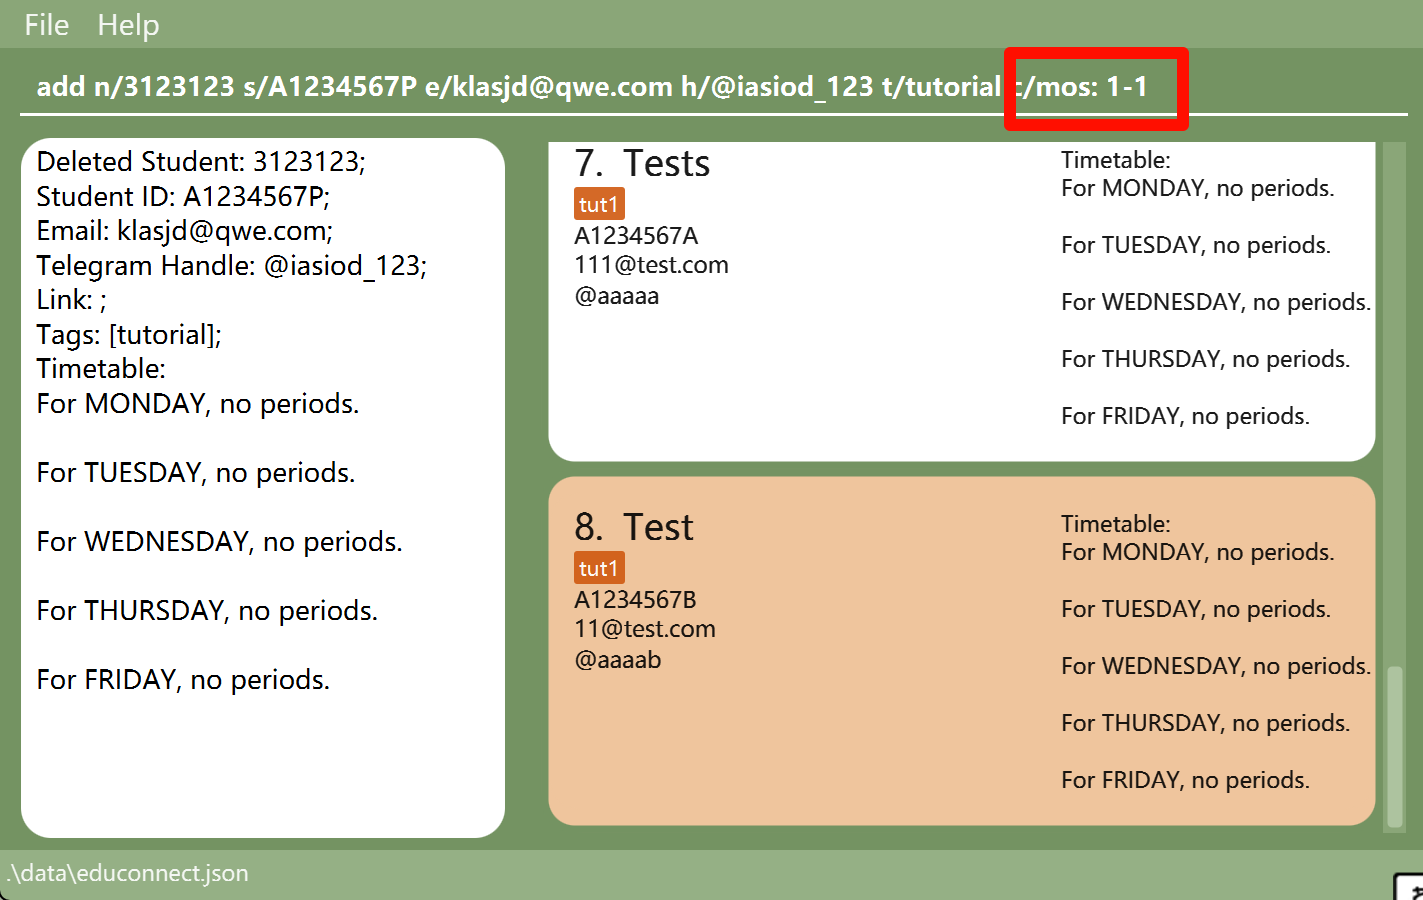 File Help
add n/3123123 s/A1234567P e/klasjd@qwe.com h/@iasiod_123 t/tutorial c/mos: 1-1
Deleted Student: 3123123;
Student ID: A1234567P;
Email: klasjd@qwe.com;
Telegram Handle: @iasiod_123;
Link: ;
Tags: [tutorial];
Timetable:
For MONDAY, no periods.
For TUESDAY, no periods.
For WEDNESDAY, no periods.
For THURSDAY, no periods.
For FRIDAY, no periods.
7. Tests
tut1
A1234567A
111@test.com
@aaaaa
Timetable:
For MONDAY, no periods.
For TUESDAY, no periods.
For WEDNESDAY, no periods.
For THURSDAY, no periods.
For FRIDAY, no periods.
8. Test
tut1
A1234567B
11@test.com
@aaaab
Timetable:
For MONDAY, no periods.
For TUESDAY, no periods.
For WEDNESDAY, no periods.
For THURSDAY, no periods.
For FRIDAY, no periods.
.\data\educonnect.json